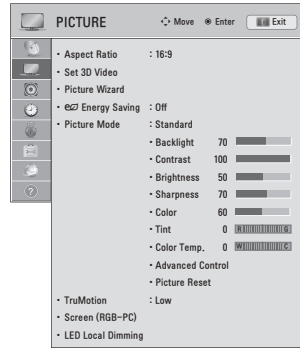 PICTURE Move Enter Exit
• Aspect Ratio : 16:9
• Set 3D Video
• Picture Wizard
• Energy Saving : Off
• Picture Mode : Standard
• Backlight 70
• Contrast 100
• Brightness 50
• Sharpness 70
• Color 60
• Tint 0 R G
• Color Temp. 0 W C
• Advanced Control
• Picture Reset
• TruMotion : Low
• Screen (RGB-PC)
• LED Local Dimming